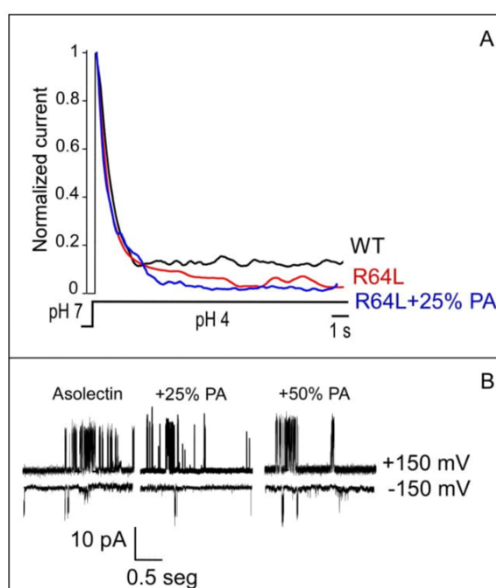 A
Normalized current
1
0.8
0.6
0.4
0.2
0
WT
R64L
R64L+25% PA
pH 7
pH 4
1 s
B
Asolectin
+25% PA
+50% PA
+150 mV
-150 mV
10 pA
0.5 seg